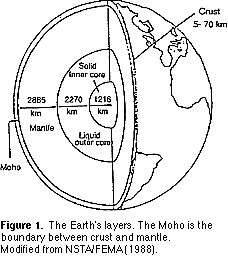 Crust
5- 70 km
Solid
inner core
2885 2270 1216
km km km
Mantle
Liquid
outer core
Moho
Figure 1. The Earth's layers. The Moho is the
boundary between crust and mantle.
Modified from NSTA/FEMA (1988).